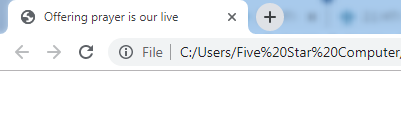 Offering prayer is our live
File C:/Users/Five%20Star%20Computer,